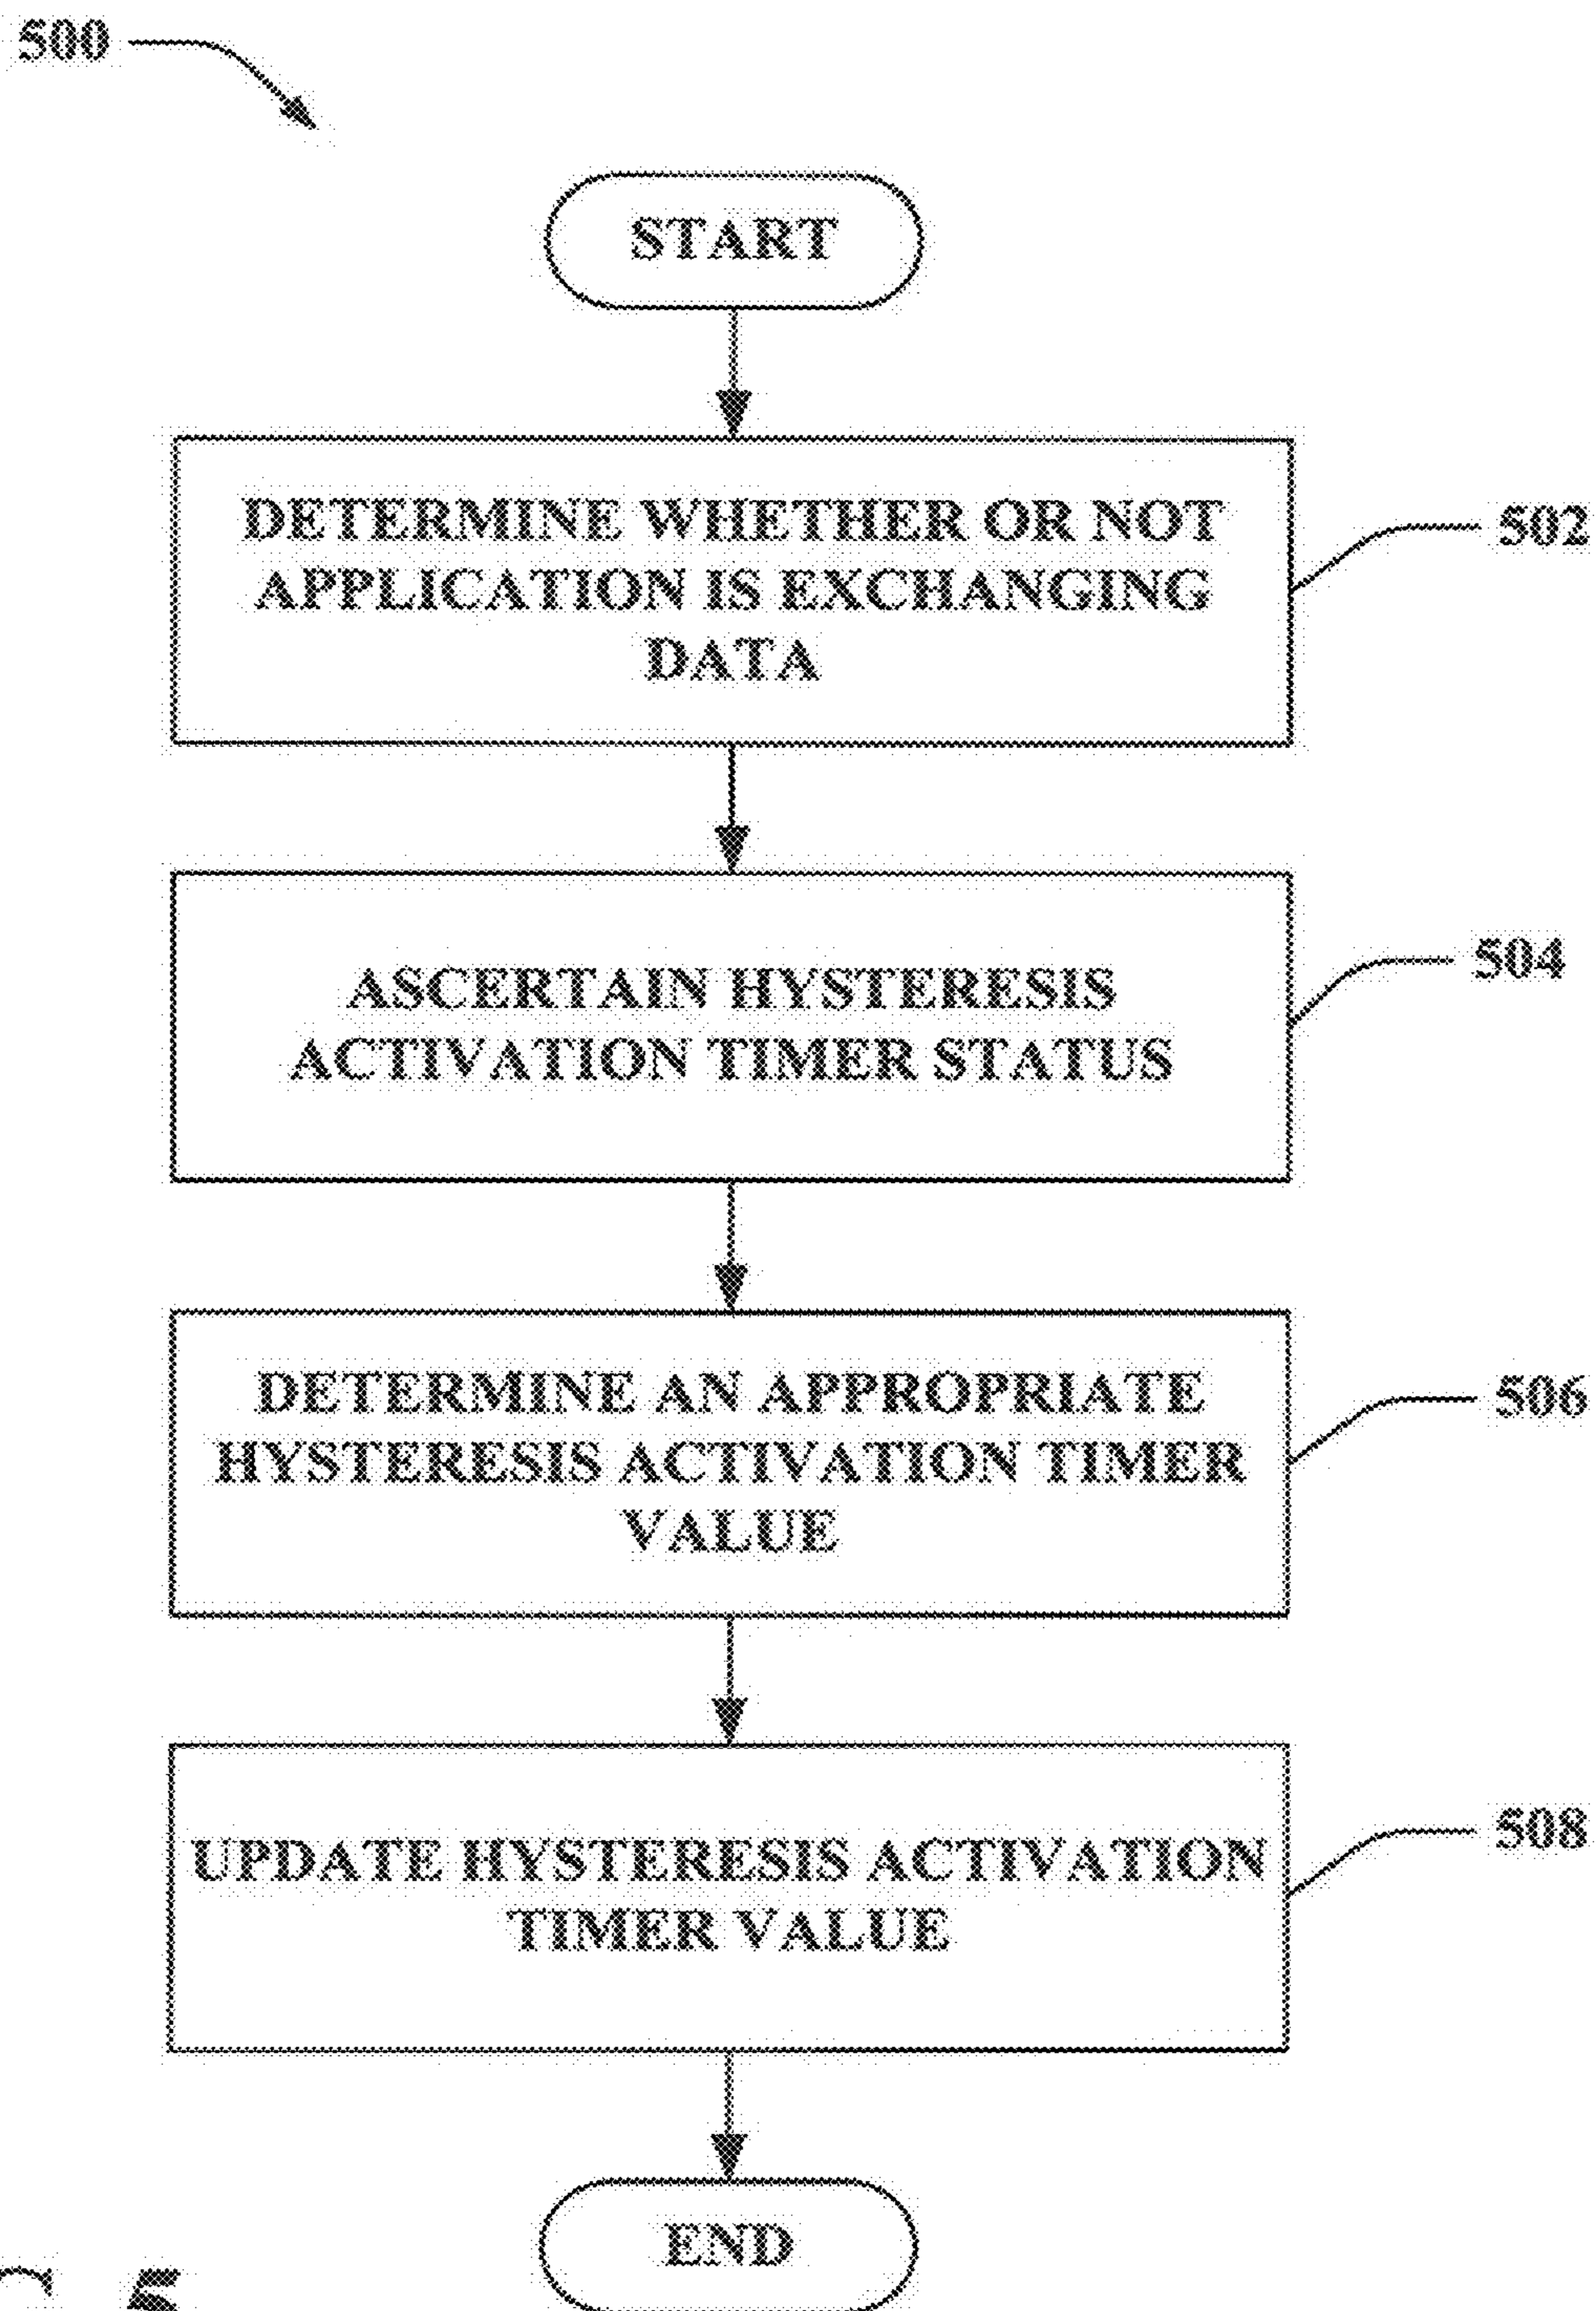 500
START
DETERMINE WHETHER OR NOT
APPLICATION IS EXCHANGING
DATA
502
ASCERTAIN HYSTERESIS
ACTIVATION TIMER STATUS
504
DETERMINE AN APPROPRIATE
HYSTERESIS ACTIVATION TIMER
VALUE
506
UPDATE HYSTERESIS ACTIVATION
TIMER VALUE
508
END
5